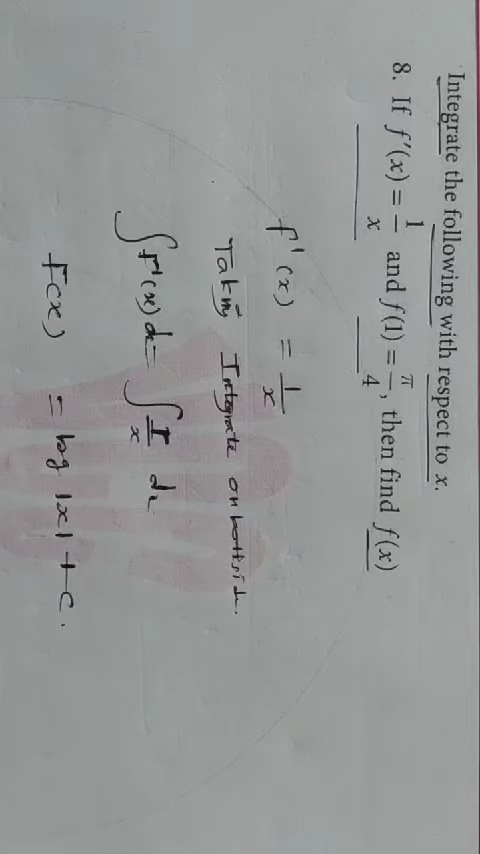 Integrate the following with respect to x.
8. If f'(x) = 1/x and f(1) = π/4, then find f(x)
f'(x) = 1/x
Taking Integrate on both side.
∫f'(x) dx = ∫ 1/x dx
f(x) = log |x| + c.